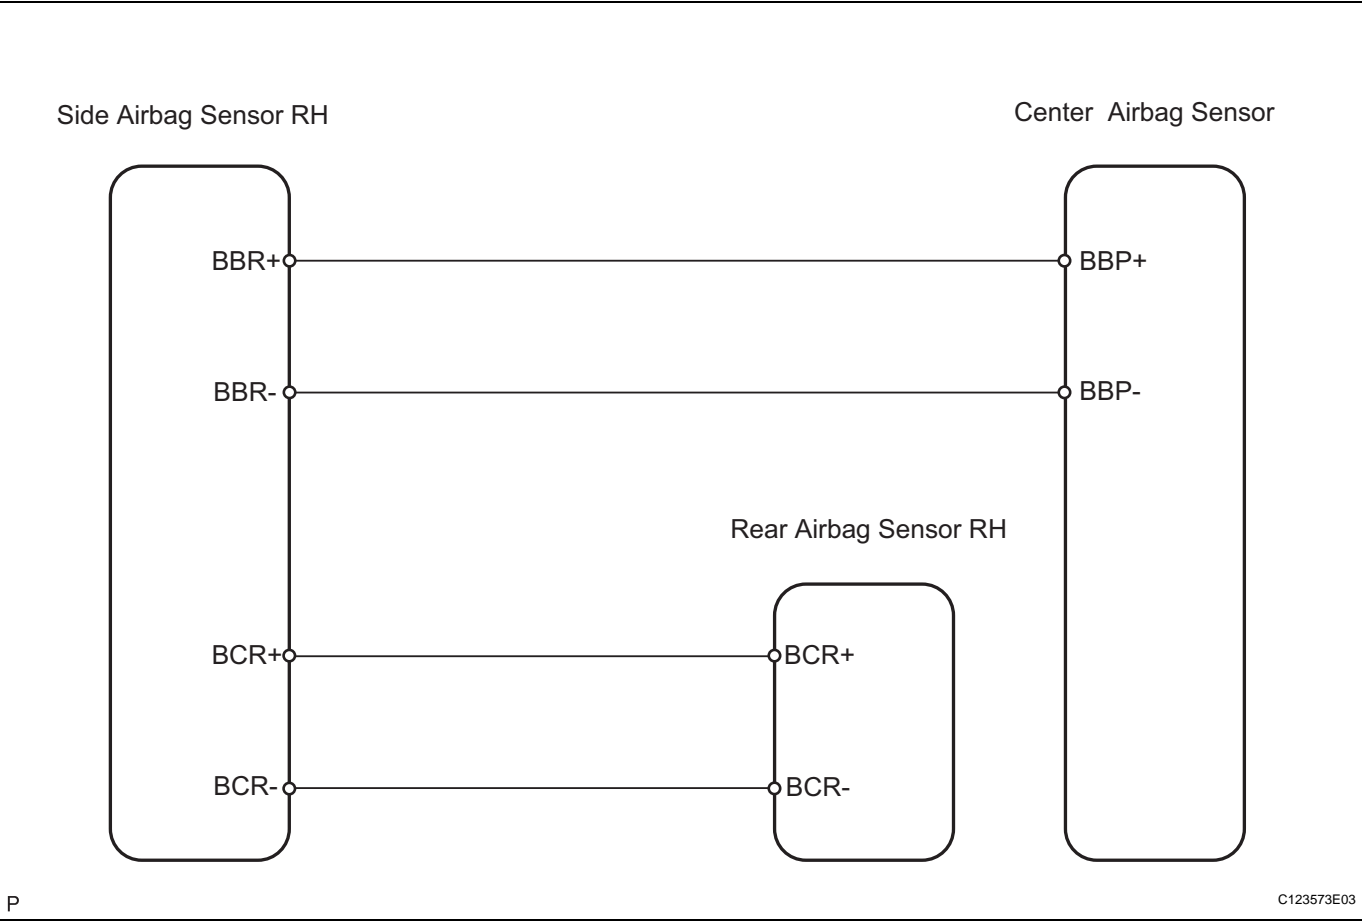 Side Airbag Sensor RH
Center Airbag Sensor
BBR+
BBP+
BBR-
BBP-
Rear Airbag Sensor RH
BCR+
BCR+
BCR-
BCR-
P
C123573E03